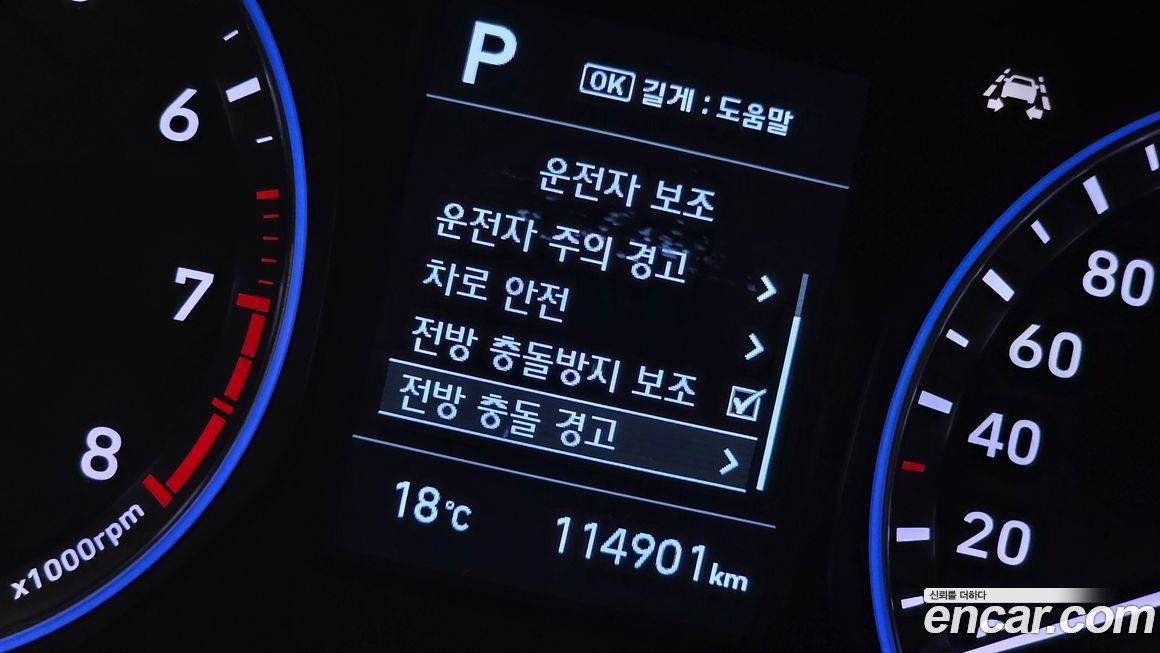 P
OK 길게 : 도움말
운전자 보조
운전자 주의 경고
차로 안전
전방 충돌방지 보조
전방 충돌 경고
18°C
114901km
6
7
8
x1000rpm
80
60
40
20
신뢰를 더하다
encar.com